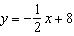 y = −1/2 x + 8